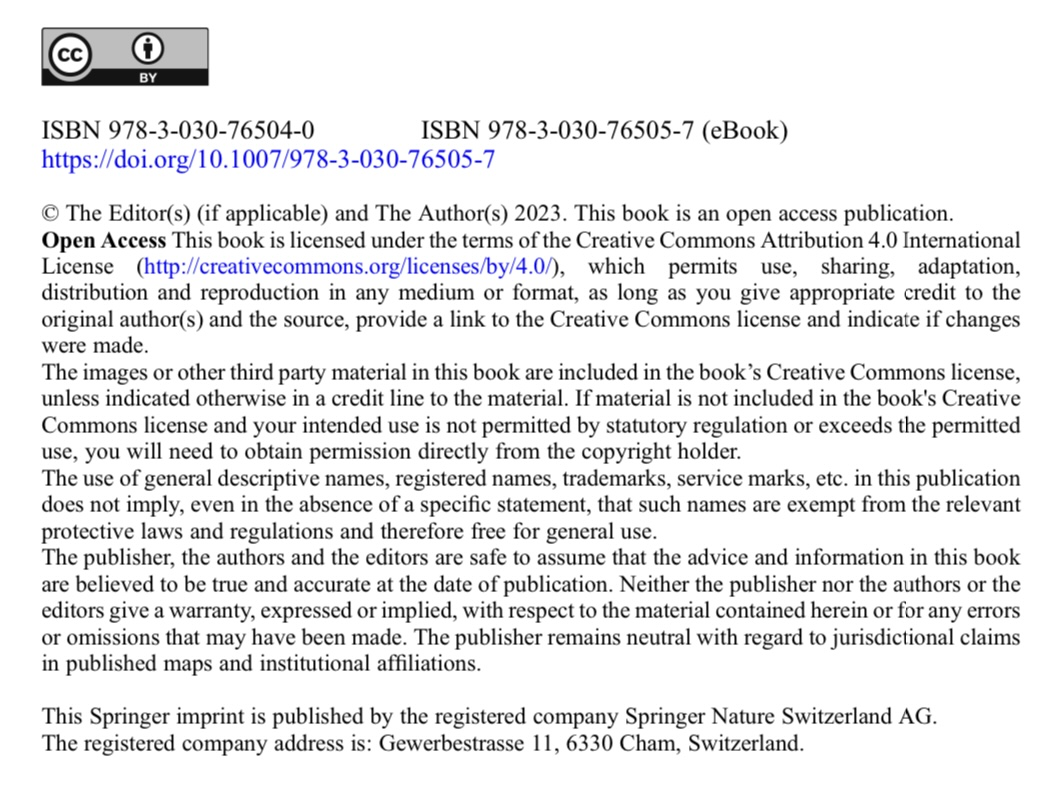 CC BY
ISBN 978-3-030-76504-0 ISBN 978-3-030-76505-7 (eBook)
https://doi.org/10.1007/978-3-030-76505-7
© The Editor(s) (if applicable) and The Author(s) 2023. This book is an open access publication.
Open Access This book is licensed under the terms of the Creative Commons Attribution 4.0 International
License (http://creativecommons.org/licenses/by/4.0/), which permits use, sharing, adaptation,
distribution and reproduction in any medium or format, as long as you give appropriate credit to the
original author(s) and the source, provide a link to the Creative Commons license and indicate if changes
were made.
The images or other third party material in this book are included in the book’s Creative Commons license,
unless indicated otherwise in a credit line to the material. If material is not included in the book's Creative
Commons license and your intended use is not permitted by statutory regulation or exceeds the permitted
use, you will need to obtain permission directly from the copyright holder.
The use of general descriptive names, registered names, trademarks, service marks, etc. in this publication
does not imply, even in the absence of a specific statement, that such names are exempt from the relevant
protective laws and regulations and therefore free for general use.
The publisher, the authors and the editors are safe to assume that the advice and information in this book
are believed to be true and accurate at the date of publication. Neither the publisher nor the authors or the
editors give a warranty, expressed or implied, with respect to the material contained herein or for any errors
or omissions that may have been made. The publisher remains neutral with regard to jurisdictional claims
in published maps and institutional affiliations.
This Springer imprint is published by the registered company Springer Nature Switzerland AG.
The registered company address is: Gewerbestrasse 11, 6330 Cham, Switzerland.